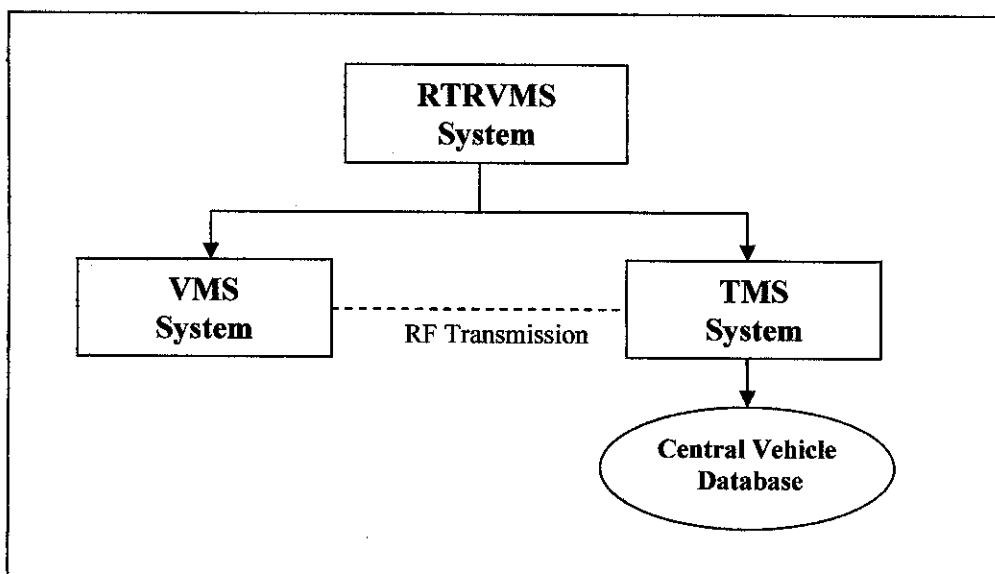 RTRVMS
System
VMS
System
TMS
System
RF Transmission
Central Vehicle
Database